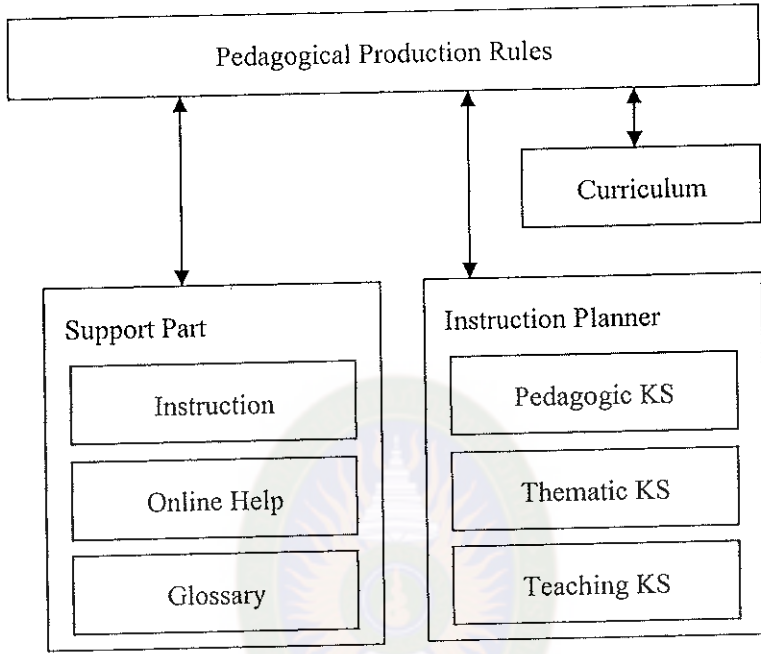 Pedagogical Production Rules
Curriculum
Support Part
Instruction
Online Help
Glossary
Instruction Planner
Pedagogic KS
Thematic KS
Teaching KS